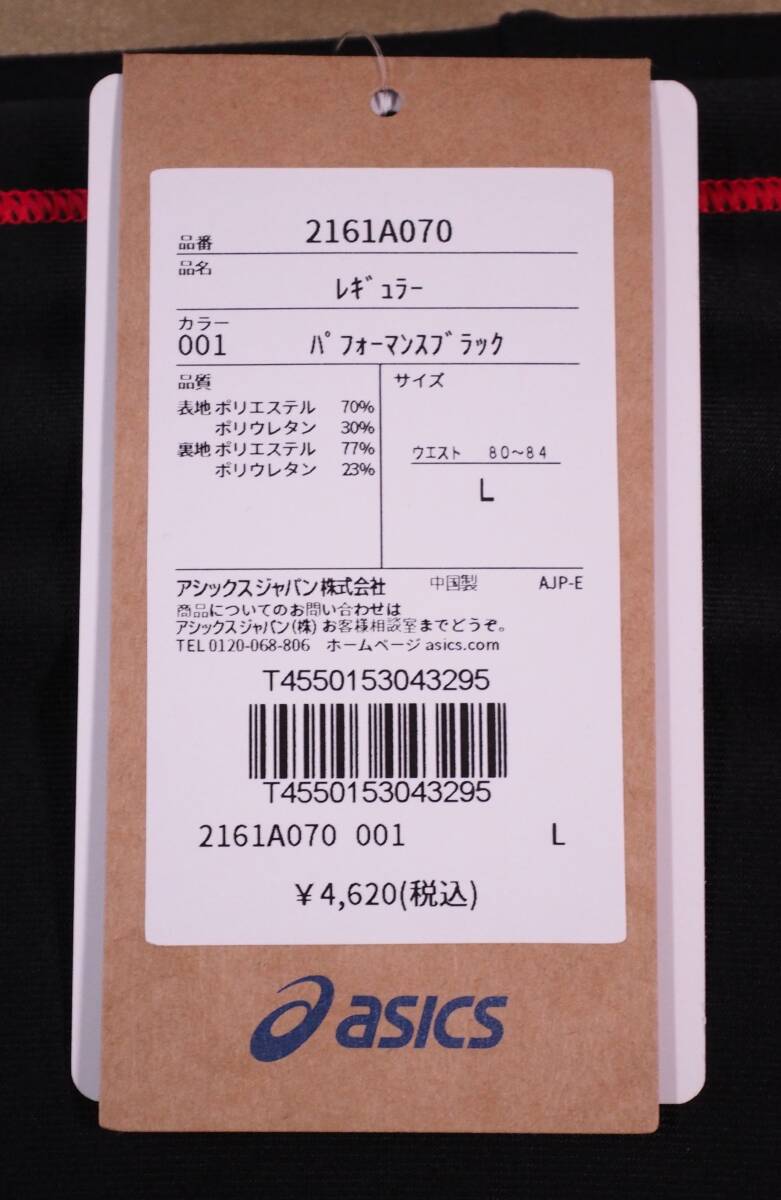 品番 2161A070
品名
ﾚｷﾞｭﾗｰ
カラー
001 ﾊﾟﾌｫｰﾏﾝｽﾌﾞﾗｯｸ
品質
サイズ
表地 ポリエステル 70%
ポリウレタン 30%
裏地 ポリエステル 77%
ポリウレタン 23%
ウエスト 80~84
L
アシックスジャパン株式会社 中国製 AJP-E
商品についてのお問い合わせは
アシックスジャパン(株) お客様相談室までどうぞ。
TEL 0120-068-806 ホームページ asics.com
T4550153043295
T4550153043295
2161A070 001 L
¥4,620(税込)
asics